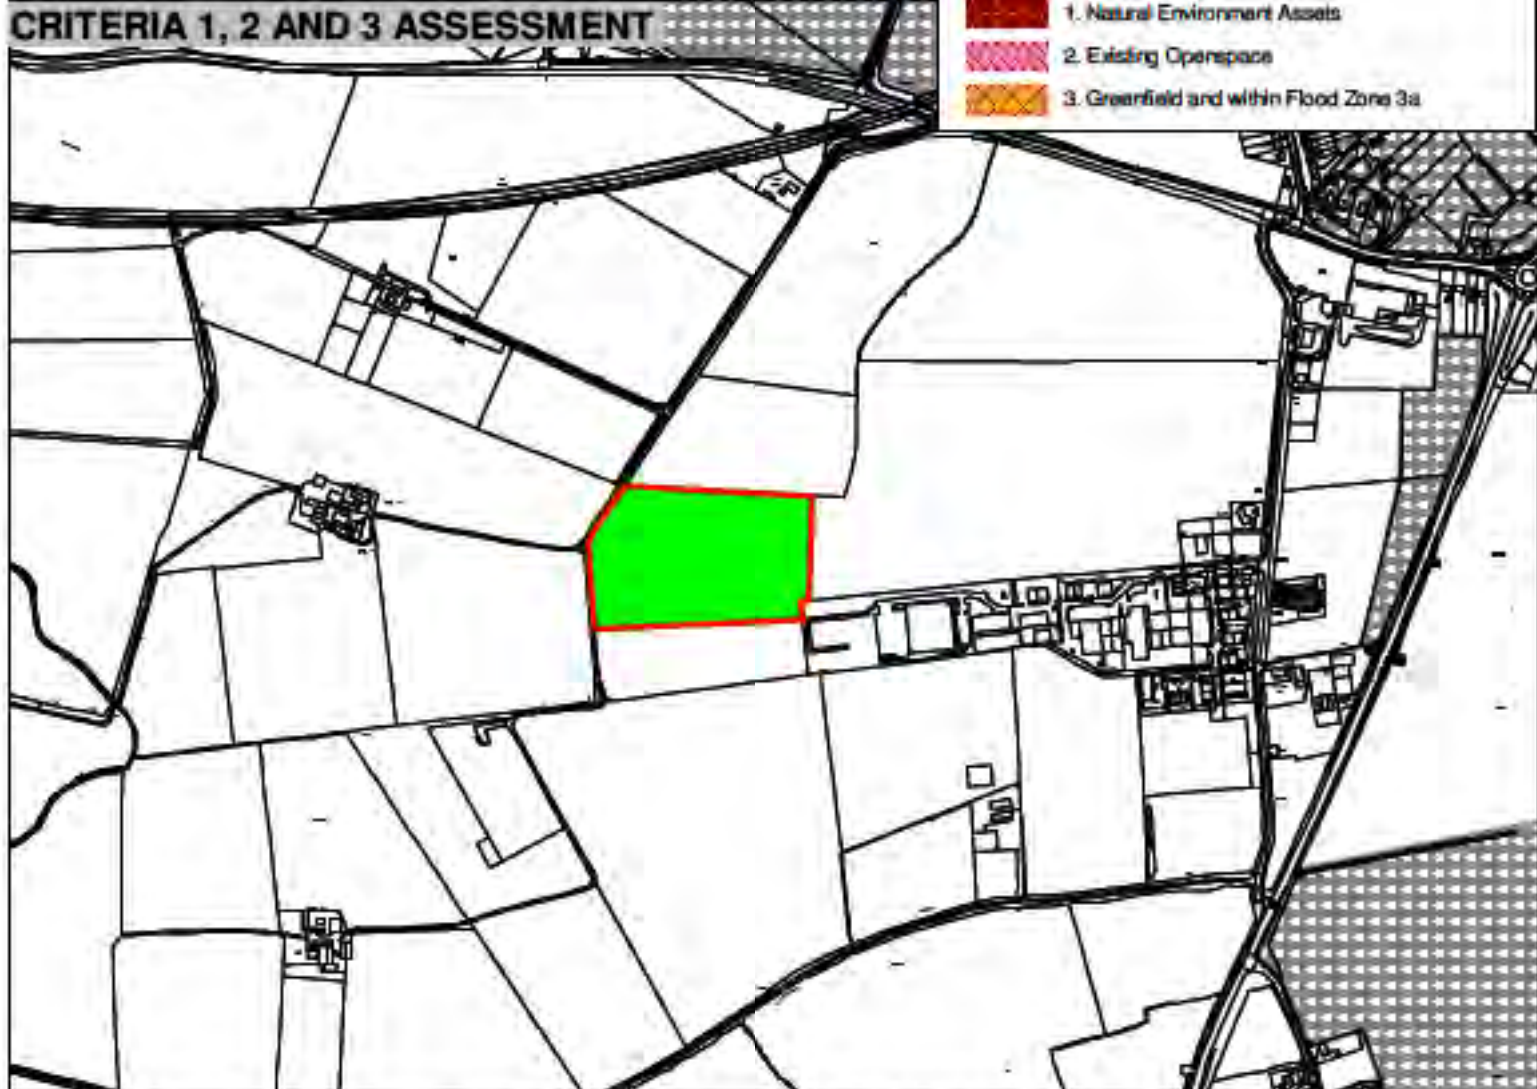 CRITERIA 1, 2 AND 3 ASSESSMENT
1. Natural Environment Assets
2. Existing Openspace
3. Greenfield and within Flood Zone 3a
P